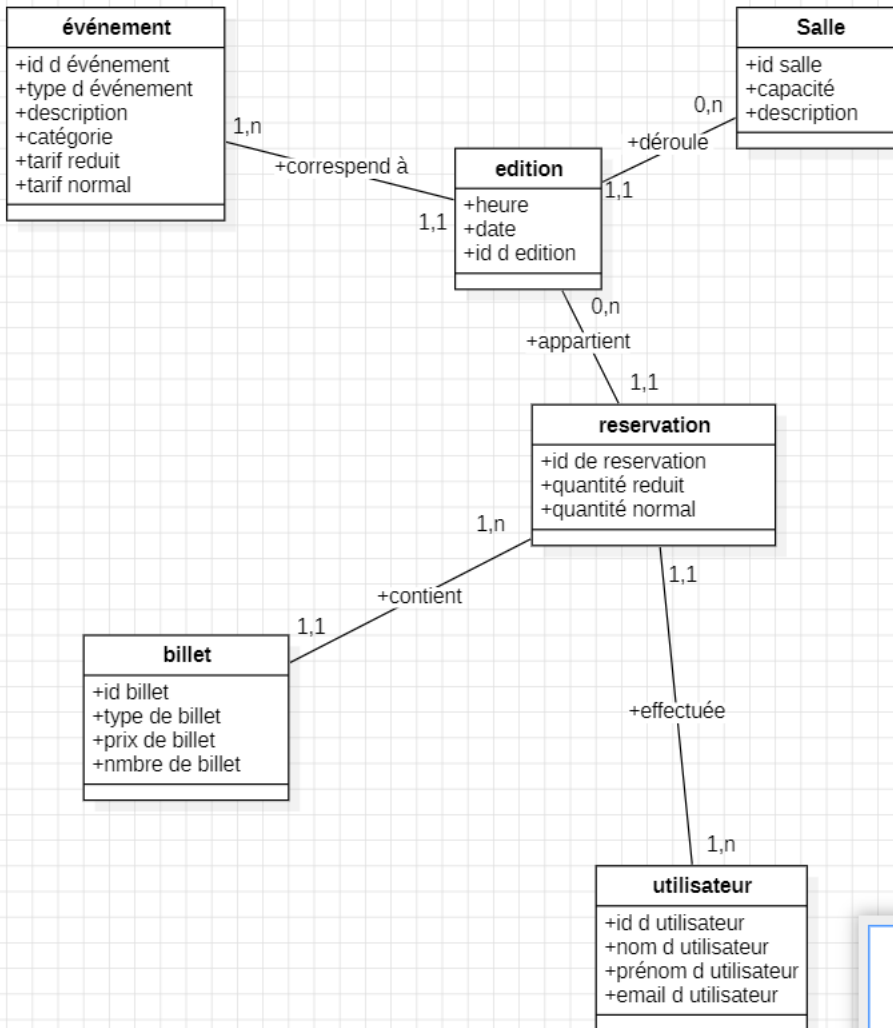 événement
+id d événement
+type d événement
+description
+catégorie
+tarif reduit
+tarif normal
Salle
+id salle
+capacité
+description
1,n
+correspend à
1,1
0,n
+déroule
1,1
edition
+heure
+date
+id d edition
0,n
+appartient
1,1
reservation
+id de reservation
+quantité reduit
+quantité normal
1,n
+contient
1,1
billet
+id billet
+type de billet
+prix de billet
+nmbre de billet
1,1
+effectuée
1,n
utilisateur
+id d utilisateur
+nom d utilisateur
+prénom d utilisateur
+email d utilisateur